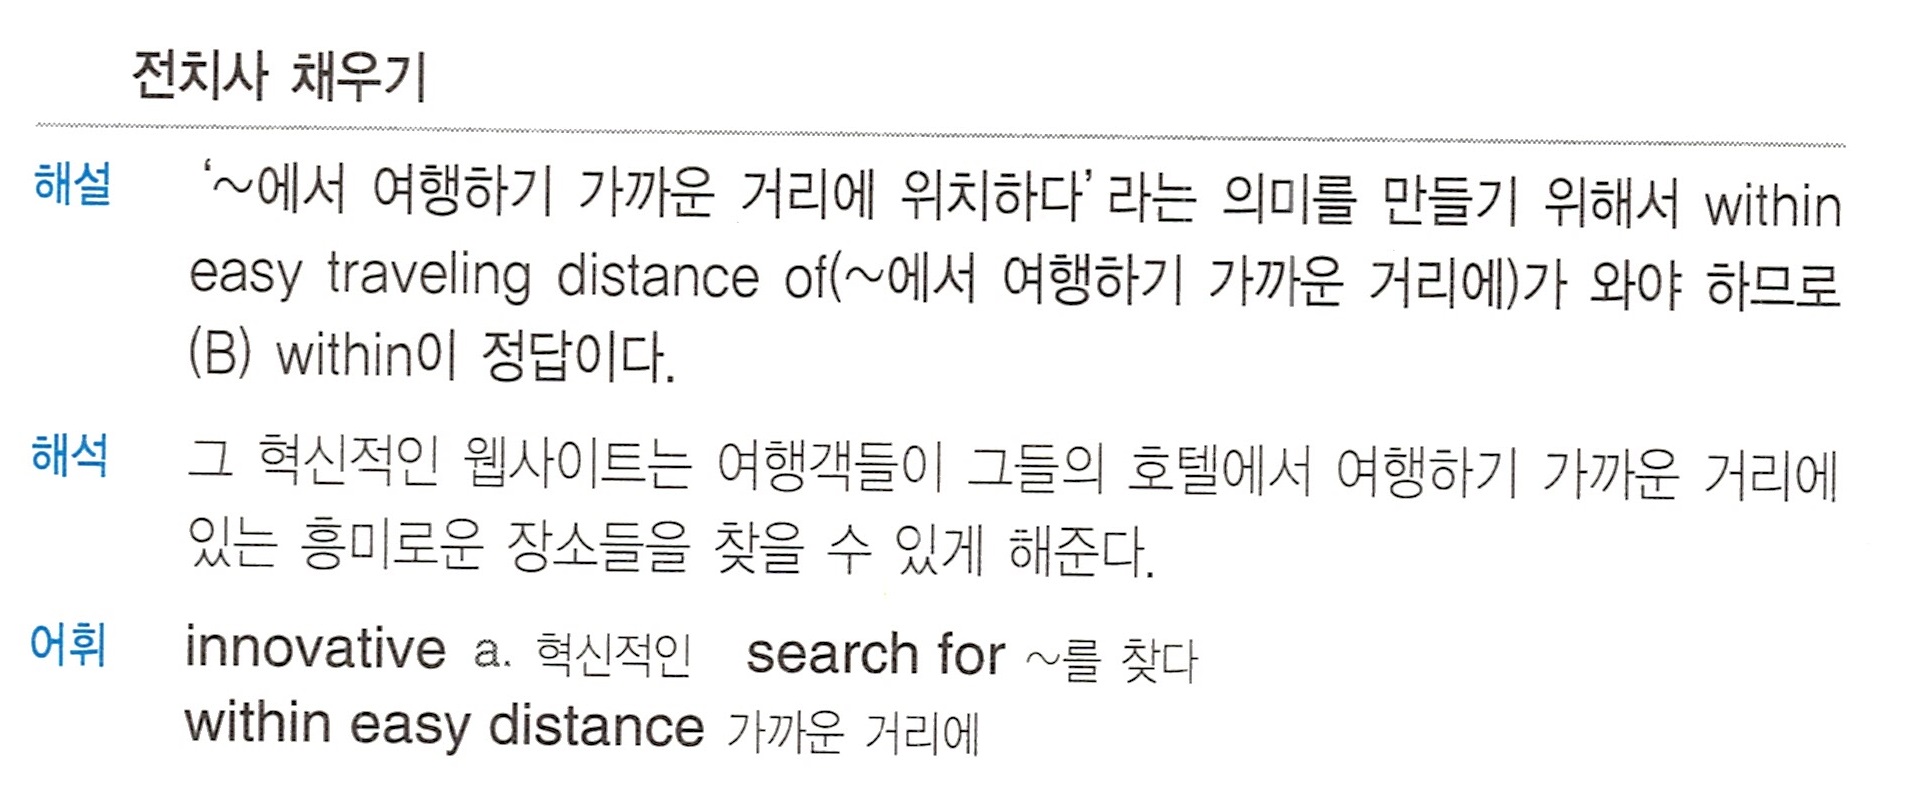 전치사 채우기
해설 ‘~에서 여행하기 가까운 거리에 위치하다’라는 의미를 만들기 위해서 within
easy traveling distance of(~에서 여행하기 가까운 거리에)가 와야 하므로
(B) within이 정답이다.
해석 그 혁신적인 웹사이트는 여행객들이 그들의 호텔에서 여행하기 가까운 거리에
있는 흥미로운 장소들을 찾을 수 있게 해준다.
어휘 innovative a. 혁신적인 search for ~를 찾다
within easy distance 가까운 거리에